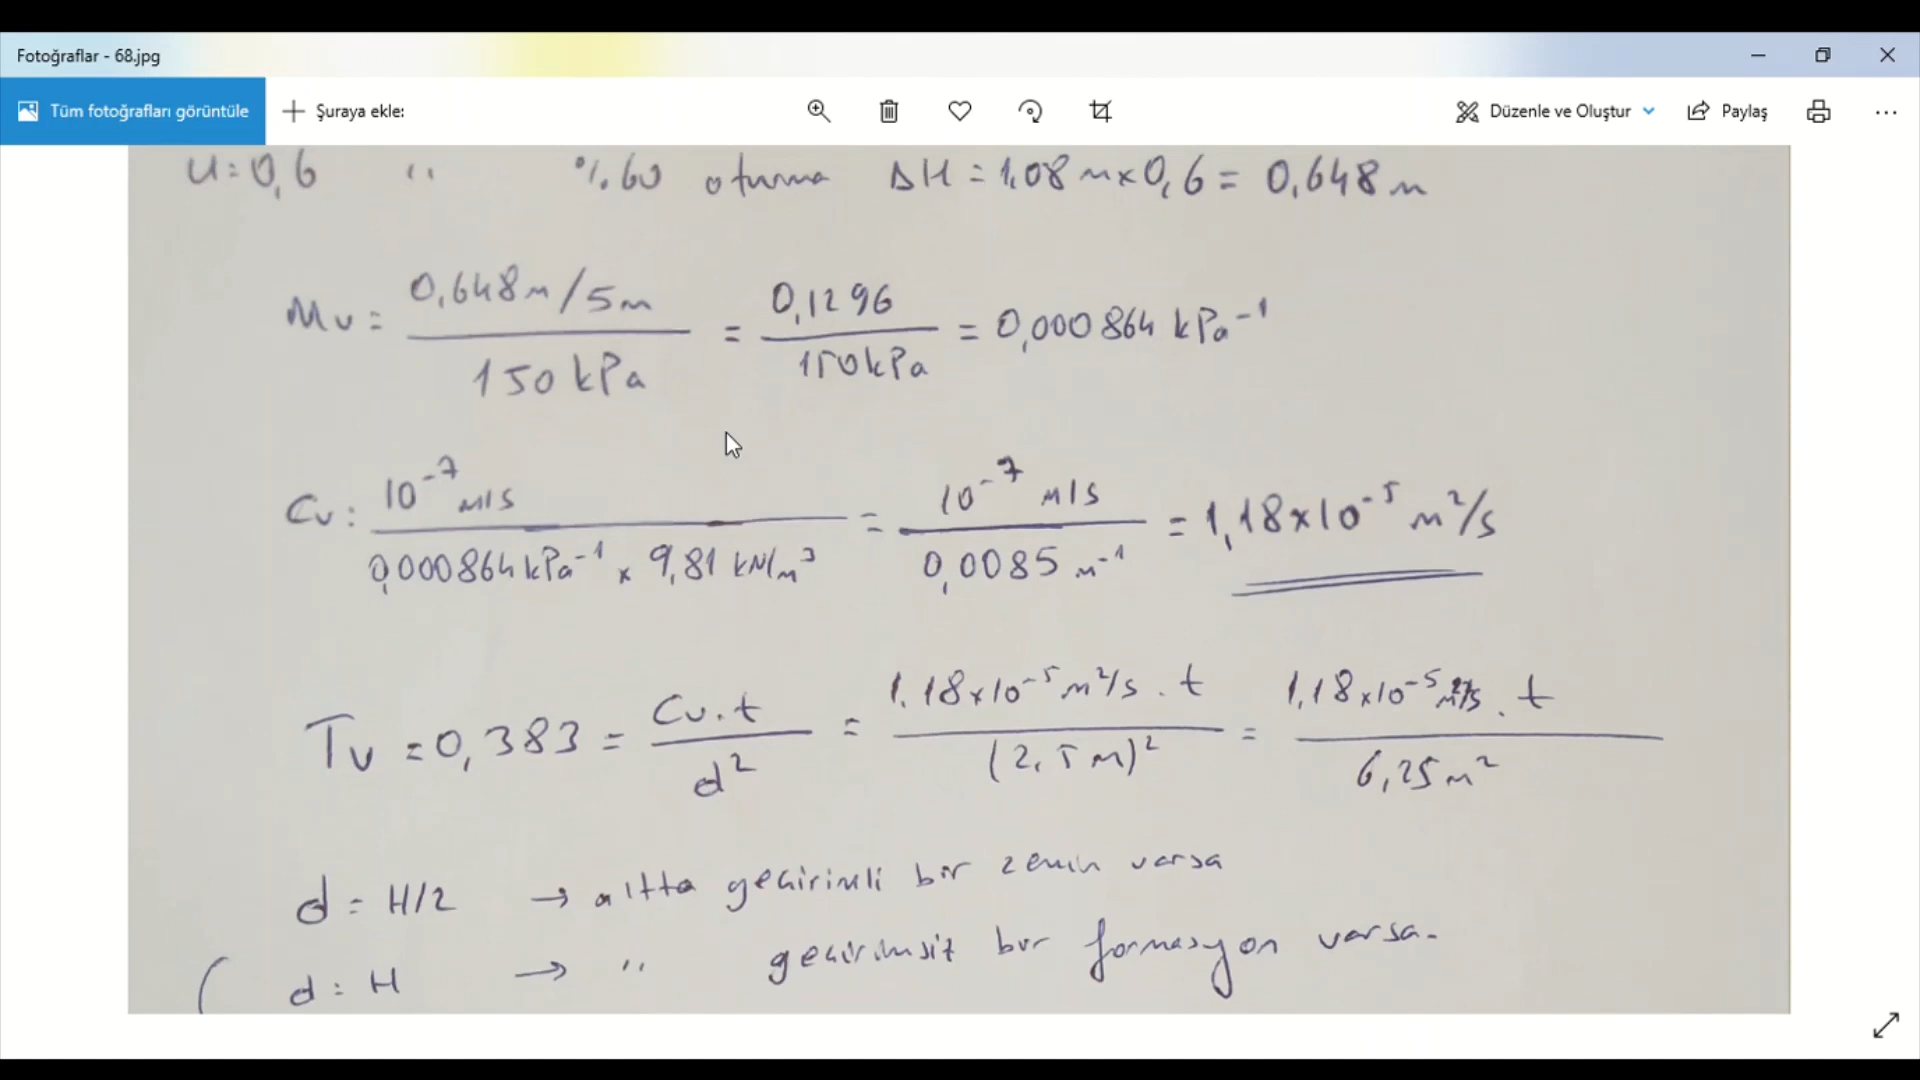 Fotoğraflar - 68.jpg
Tüm fotoğrafları görüntüle
Şuraya ekle:
Düzenle ve Oluştur
Paylaş
U=0,6 " %60 oturma ΔH = 1,08 m x 0,6 = 0,648 m
Mv = 0,648m/5m / 150 kPa = 0,1296 / 150kPa = 0,000864 kPa⁻¹
Cv: 10⁻⁷ m/s / 0,000864 kPa⁻¹ x 9,81 kN/m³ = 10⁻⁷ m/s / 0,0085 m⁻¹ = 1,18x10⁻⁵ m²/s
Tv = 0,383 = Cv.t / d² = 1.18x10⁻⁵ m²/s . t / (2,5 m)² = 1,18x10⁻⁵ m²/s . t / 6,25 m²
d = H/2 → altta geçirimli bir zemin varsa
( d = H → " geçirimsiz bir formasyon varsa.